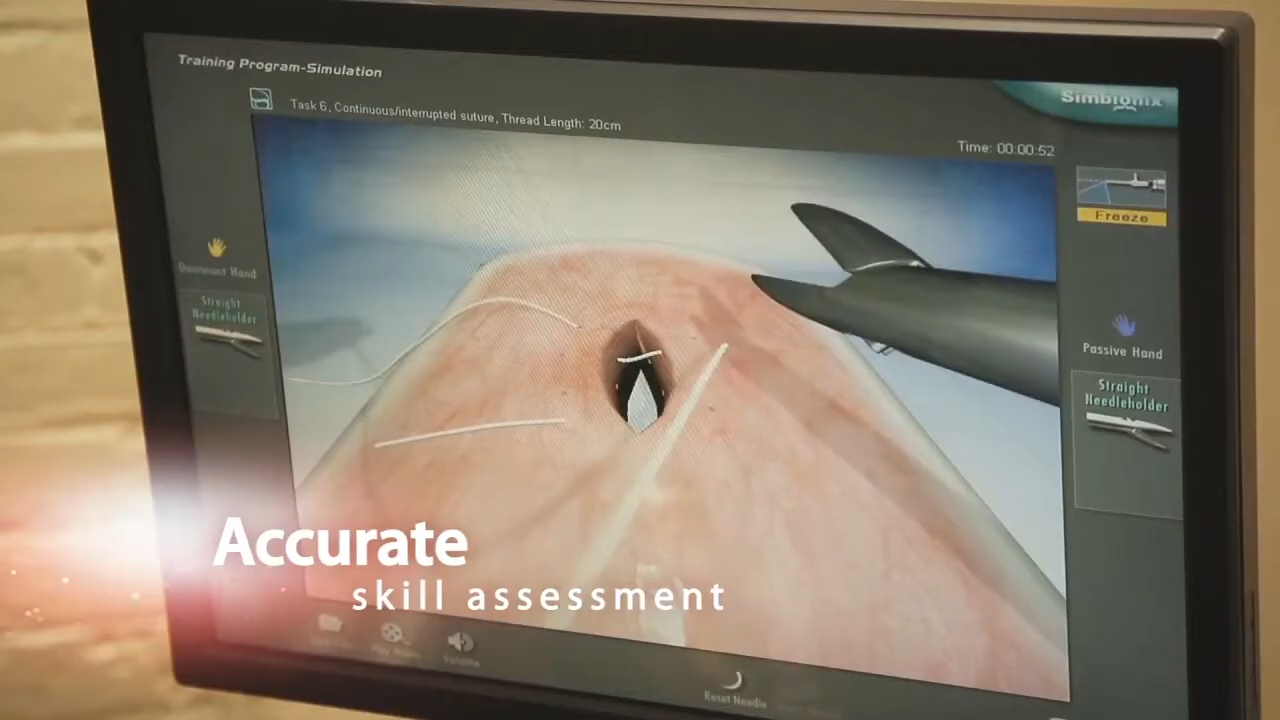 Training Program-Simulation
Simbionix
Task 6, Continuous/interrupted suture, Thread Length: 20cm
Time: 00:00:52
Freeze
Dominant Hand
Straight
Needleholder
Passive Hand
Straight
Needleholder
Accurate
skill assessment
Volume
Reset Needle